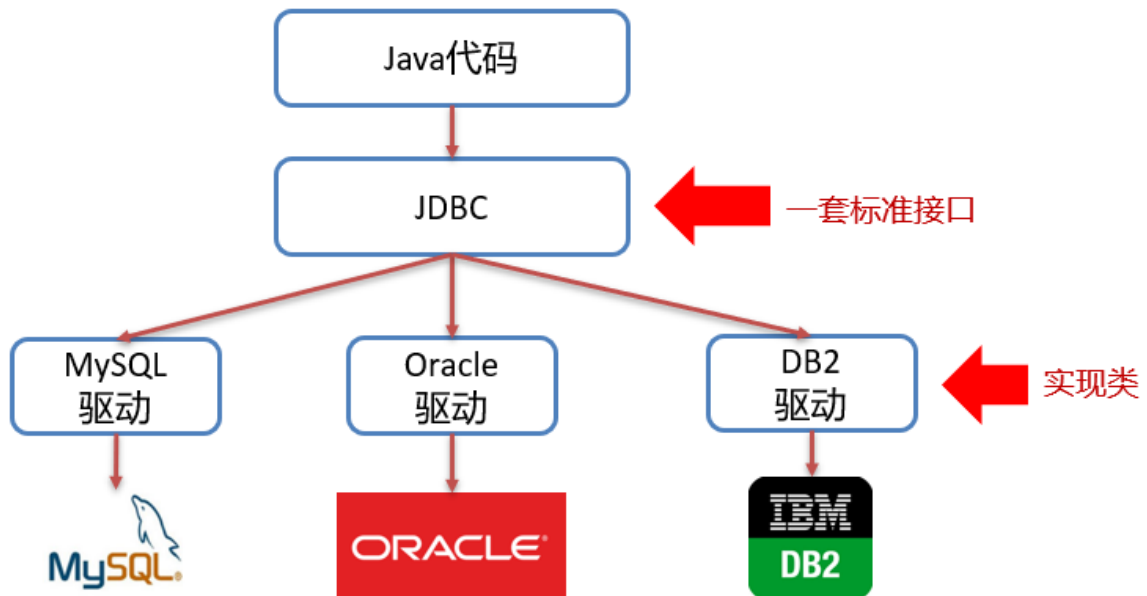 Java代码
JDBC
一套标准接口
MySQL
驱动
Oracle
驱动
DB2
驱动
实现类
MySQL®
ORACLE®
IBM
DB2